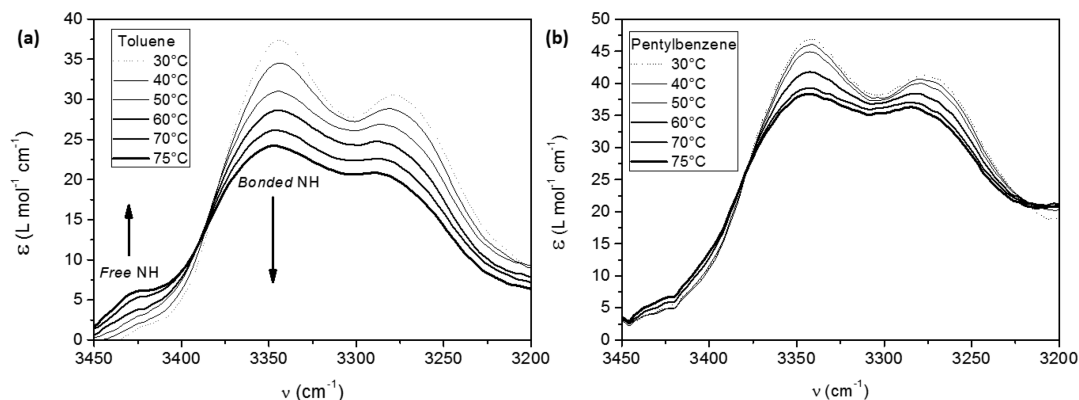 (a)
Toluene
30°C
40°C
50°C
60°C
70°C
75°C
Free NH
Bonded NH
40
35
30
25
20
15
10
5
0
ε (L mol⁻¹ cm⁻¹)
3450 3400 3350 3300 3250 3200
ν (cm⁻¹)
(b)
Pentylbenzene
30°C
40°C
50°C
60°C
70°C
75°C
50
45
40
35
30
25
20
15
10
5
0
ε (L mol⁻¹ cm⁻¹)
3450 3400 3350 3300 3250 3200
ν (cm⁻¹)